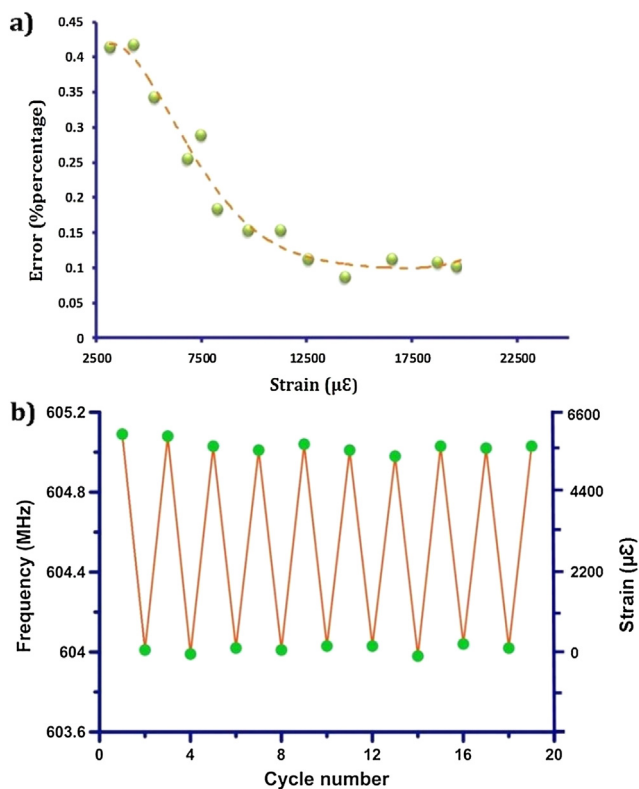 a)
Error (%percentage)
0.45
0.4
0.35
0.3
0.25
0.2
0.15
0.1
0.05
0
2500 7500 12500 17500 22500
Strain (µƐ)
b)
Frequency (MHz)
605.2
604.8
604.4
604
603.6
6600
4400
2200
0
Strain (µƐ)
0 4 8 12 16 20
Cycle number